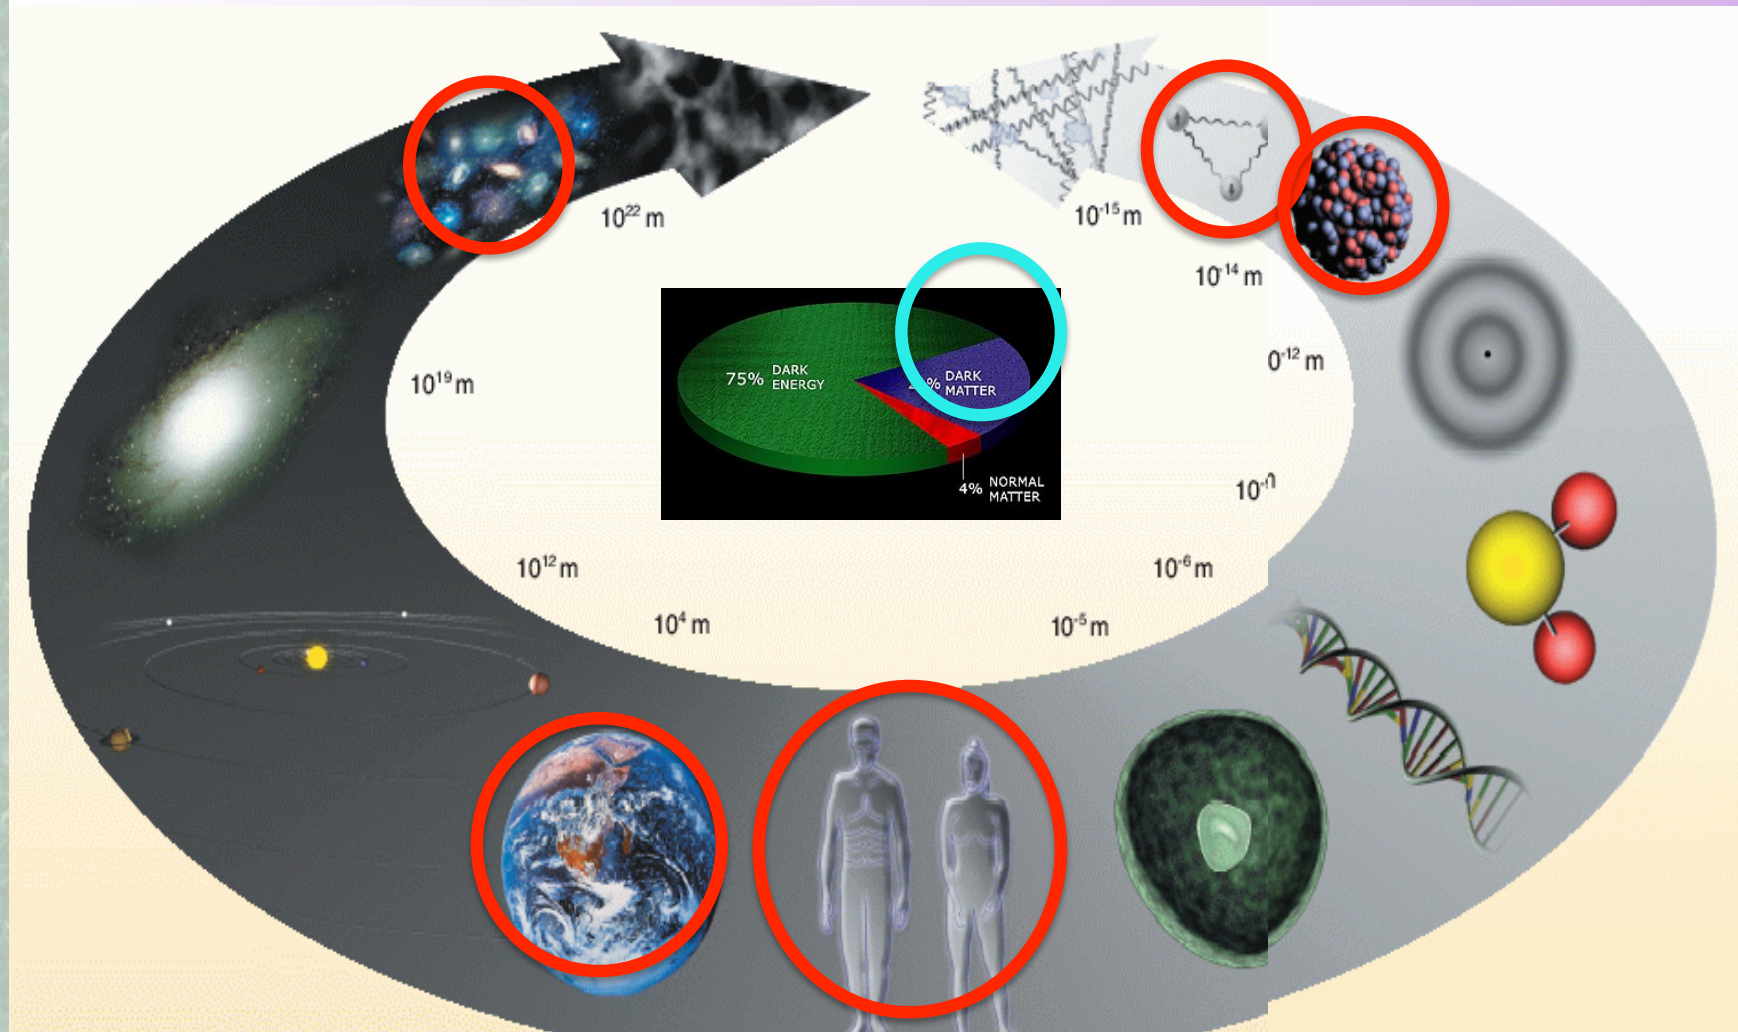 10²² m
10⁻¹⁵ m
10⁻¹⁴ m
0⁻¹² m
10¹⁹ m
75% DARK
ENERGY
% DARK
MATTER
4% NORMAL
MATTER
10¹² m
10⁻⁶ m
10⁴ m
10⁻⁵ m